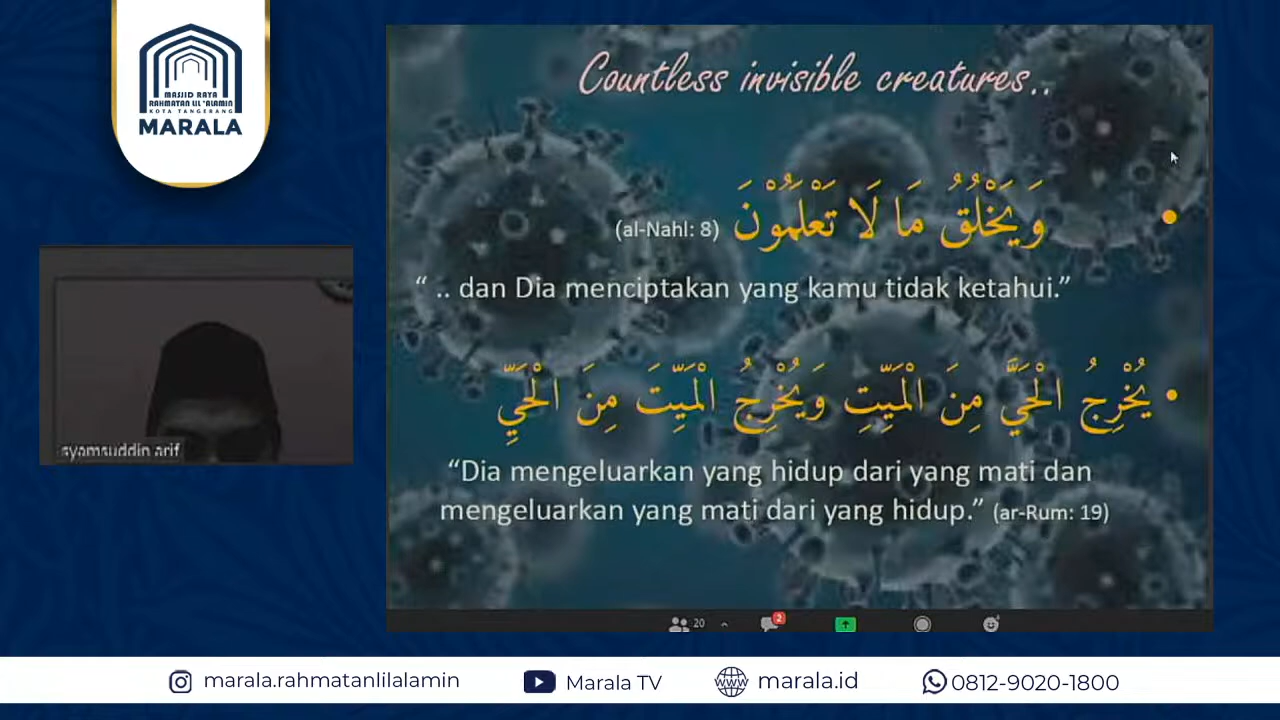 MASJID RAYA
RAHMATAN LIL 'ALAMIN
KOTA TANGERANG
MARALA
syamsuddin arif
Countless invisible creatures..
• وَيَخْلُقُ مَا لَا تَعْلَمُوْنَ (al-Nahl: 8)
“ .. dan Dia menciptakan yang kamu tidak ketahui.”
• يُخْرِجُ الْحَيَّ مِنَ الْمَيِّتِ وَيُخْرِجُ الْمَيِّتَ مِنَ الْحَيِّ
“Dia mengeluarkan yang hidup dari yang mati dan
mengeluarkan yang mati dari yang hidup.” (ar-Rum: 19)
20
2
marala.rahmatanlilalamin
Marala TV
www
marala.id
0812-9020-1800